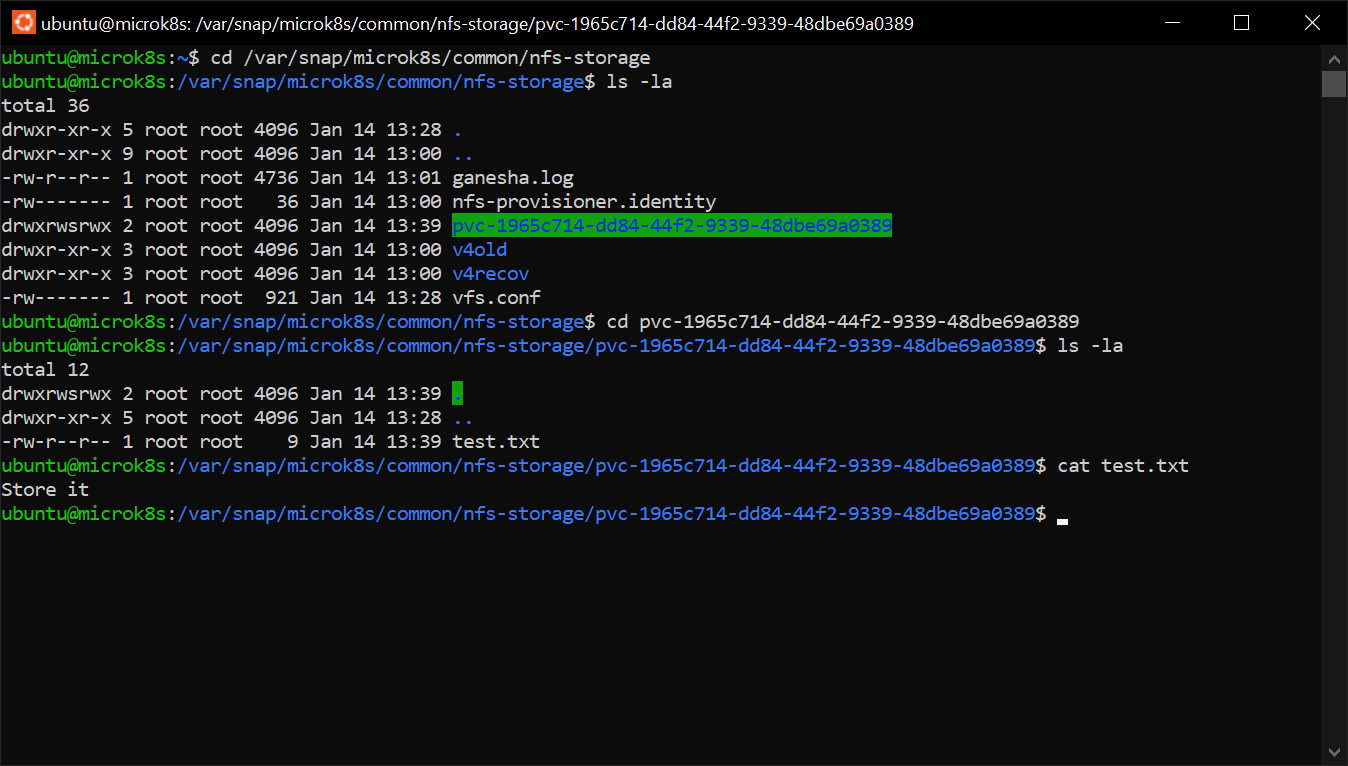 ubuntu@microk8s: /var/snap/microk8s/common/nfs-storage/pvc-1965c714-dd84-44f2-9339-48dbe69a0389
ubuntu@microk8s:~$ cd /var/snap/microk8s/common/nfs-storage
ubuntu@microk8s:/var/snap/microk8s/common/nfs-storage$ ls -la
total 36
drwxr-xr-x 5 root root 4096 Jan 14 13:28 .
drwxr-xr-x 9 root root 4096 Jan 14 13:00 ..
-rw-r--r-- 1 root root 4736 Jan 14 13:01 ganesha.log
-rw------- 1 root root   36 Jan 14 13:00 nfs-provisioner.identity
drwxrwsrwx 2 root root 4096 Jan 14 13:39 pvc-1965c714-dd84-44f2-9339-48dbe69a0389
drwxr-xr-x 3 root root 4096 Jan 14 13:00 v4old
drwxr-xr-x 3 root root 4096 Jan 14 13:00 v4recov
-rw------- 1 root root  921 Jan 14 13:28 vfs.conf
ubuntu@microk8s:/var/snap/microk8s/common/nfs-storage$ cd pvc-1965c714-dd84-44f2-9339-48dbe69a0389
ubuntu@microk8s:/var/snap/microk8s/common/nfs-storage/pvc-1965c714-dd84-44f2-9339-48dbe69a0389$ ls -la
total 12
drwxrwsrwx 2 root root 4096 Jan 14 13:39 .
drwxr-xr-x 5 root root 4096 Jan 14 13:28 ..
-rw-r--r-- 1 root root    9 Jan 14 13:39 test.txt
ubuntu@microk8s:/var/snap/microk8s/common/nfs-storage/pvc-1965c714-dd84-44f2-9339-48dbe69a0389$ cat test.txt
Store it
ubuntu@microk8s:/var/snap/microk8s/common/nfs-storage/pvc-1965c714-dd84-44f2-9339-48dbe69a0389$